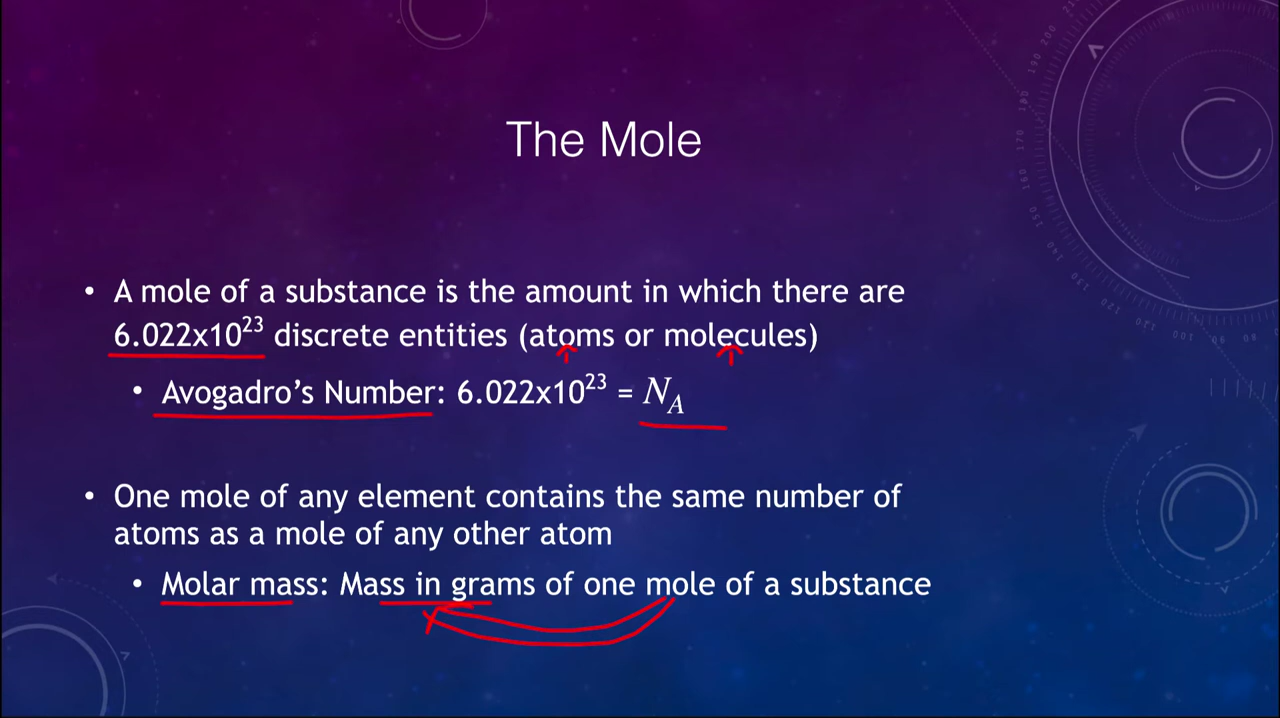 The Mole
• A mole of a substance is the amount in which there are
6.022x10²³ discrete entities (atoms or molecules)
• Avogadro’s Number: 6.022x10²³ = N_A
• One mole of any element contains the same number of
atoms as a mole of any other atom
• Molar mass: Mass in grams of one mole of a substance